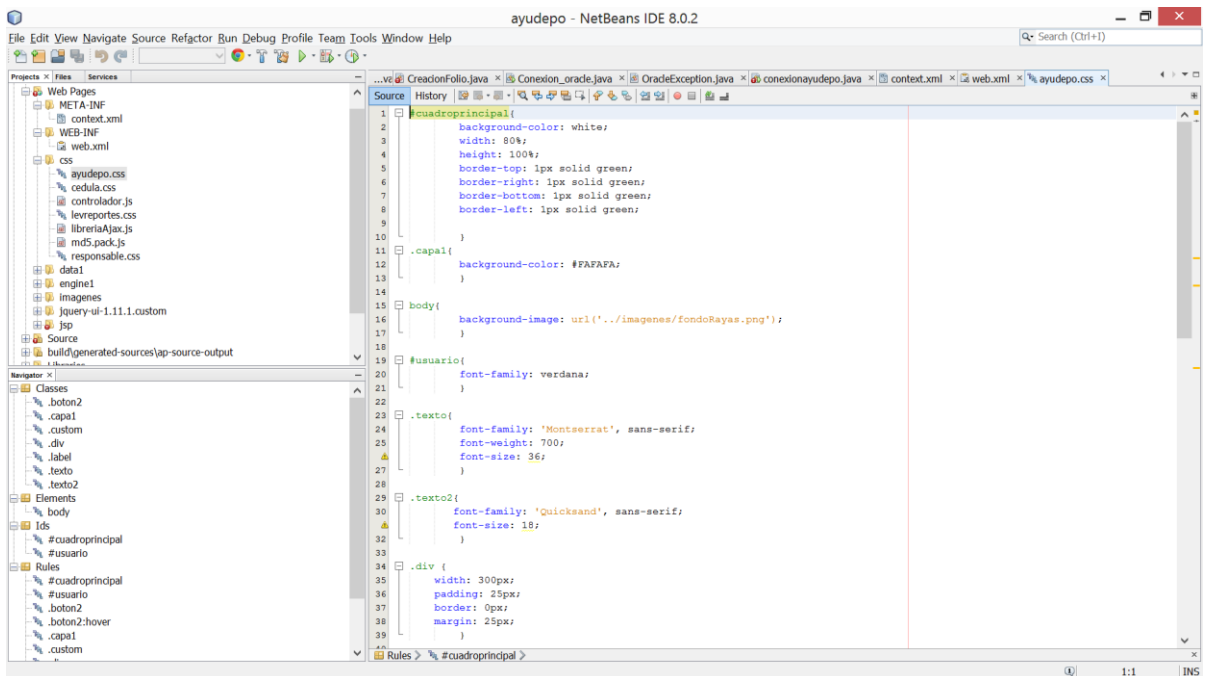 ayudepo - NetBeans IDE 8.0.2
File Edit View Navigate Source Refactor Run Debug Profile Team Tools Window Help
Search (Ctrl+I)
Projects Files Services
Web Pages
META-INF
context.xml
WEB-INF
web.xml
css
ayudepo.css
cedula.css
controlador.js
levreportes.css
libreriaAjax.js
md5.pack.js
responsable.css
data1
engine1
imagenes
jquery-ui-1.11.1.custom
jsp
Source
build\generated-sources\ap-source-output
Navigator
Classes
.boton2
.capa1
.custom
.div
.label
.texto
.texto2
Elements
body
Ids
#cuadroprincipal
#usuario
Rules
#cuadroprincipal
#usuario
.boton2
.boton2:hover
.capa1
.custom
...va CreacionFolio.java Conexion_oracle.java OradeException.java conexionayudepo.java context.xml web.xml ayudepo.css
Source History
1 #cuadroprincipal{
2 background-color: white;
3 width: 80%;
4 height: 100%;
5 border-top: 1px solid green;
6 border-right: 1px solid green;
7 border-bottom: 1px solid green;
8 border-left: 1px solid green;
9
10 }
11 .capa1{
12 background-color: #FAFAFA;
13 }
14
15 body{
16 background-image: url('../imagenes/fondoRayas.png');
17 }
18
19 #usuario{
20 font-family: verdana;
21 }
22
23 .texto{
24 font-family: 'Montserrat', sans-serif;
25 font-weight: 700;
font-size: 36;
27 }
28
29 .texto2{
30 font-family: 'Quicksand', sans-serif;
font-size: 18;
32 }
33
34 .div {
35 width: 300px;
36 padding: 25px;
37 border: 0px;
38 margin: 25px;
39 }
Rules #cuadroprincipal
1:1 INS